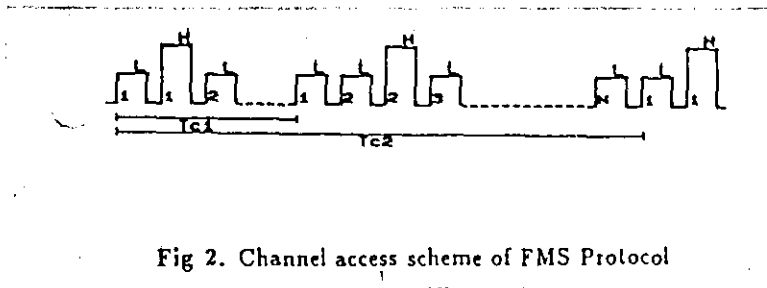 H H H
L L L L L L L
1 1 2 1 2 2 3 N 1 1
Tc1
Tc2
Fig 2. Channel access scheme of FMS Protocol